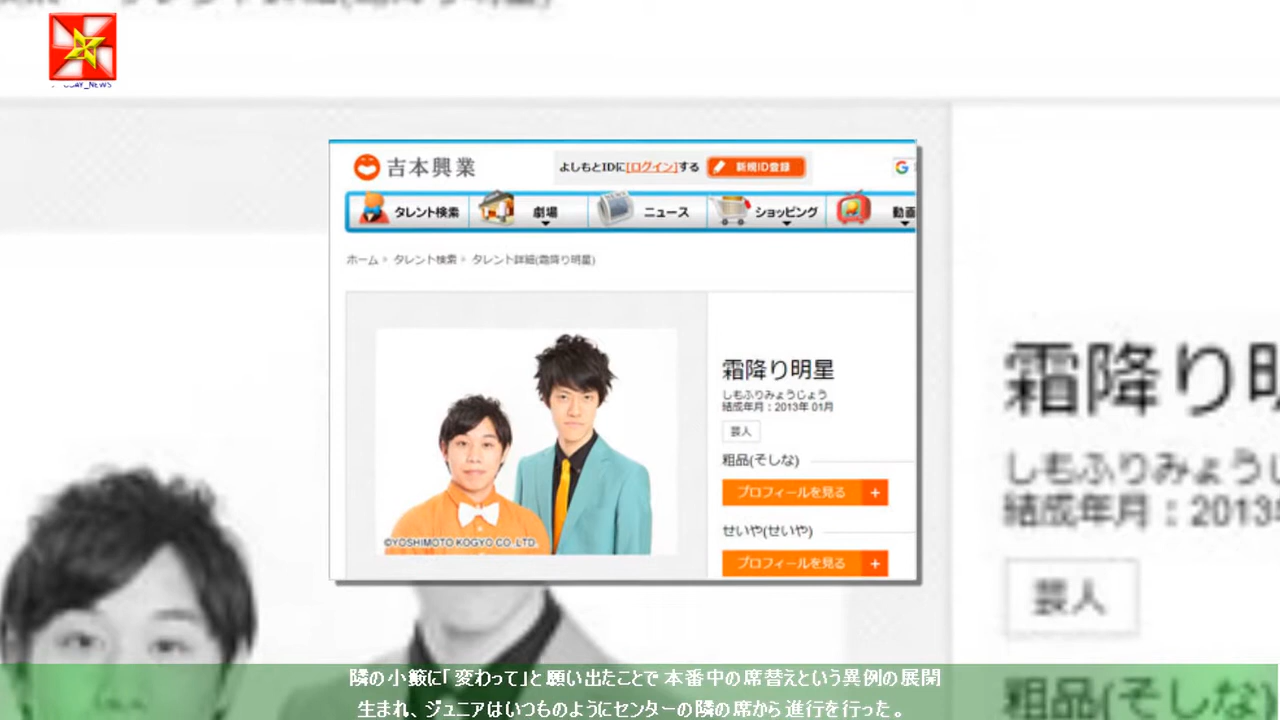 吉本興業
よしもとIDに[ログイン]する
新規ID登録
タレント検索
劇場
ニュース
ショッピング
動画
ホーム» タレント検索» タレント詳細(霜降り明星)
霜降り明星
しもふりみょうじょう
結成年月:2013年 01月
芸人
粗品(そしな)
プロフィールを見る +
せいや(せいや)
プロフィールを見る +
©YOSHIMOTO KOGYO CO.,LTD.
霜降り明
しもふりみょうじ
結成年月:2013年
芸人
粗品(そしな)
隣の小籔に「変わって」と願い出たことで本番中の席替えという異例の展開
生まれ、ジュニアはいつものようにセンターの隣の席から進行を行った。